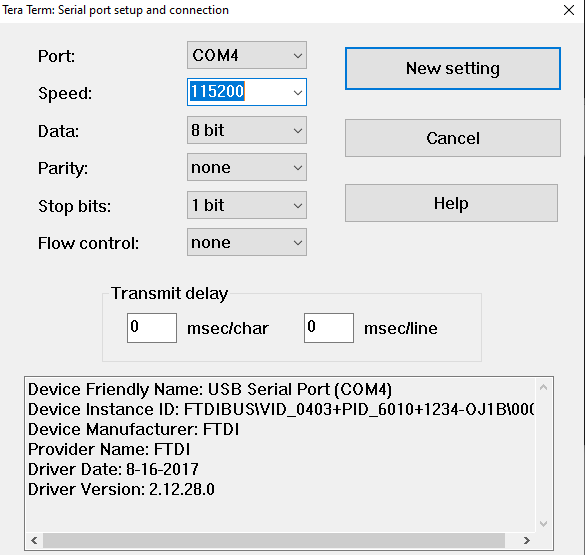 Tera Term: Serial port setup and connection
Port: COM4 New setting
Speed: 115200
Data: 8 bit Cancel
Parity: none
Stop bits: 1 bit Help
Flow control: none
Transmit delay
0 msec/char 0 msec/line
Device Friendly Name: USB Serial Port (COM4)
Device Instance ID: FTDIBUS\VID_0403+PID_6010+1234-OJ1B\000
Device Manufacturer: FTDI
Provider Name: FTDI
Driver Date: 8-16-2017
Driver Version: 2.12.28.0